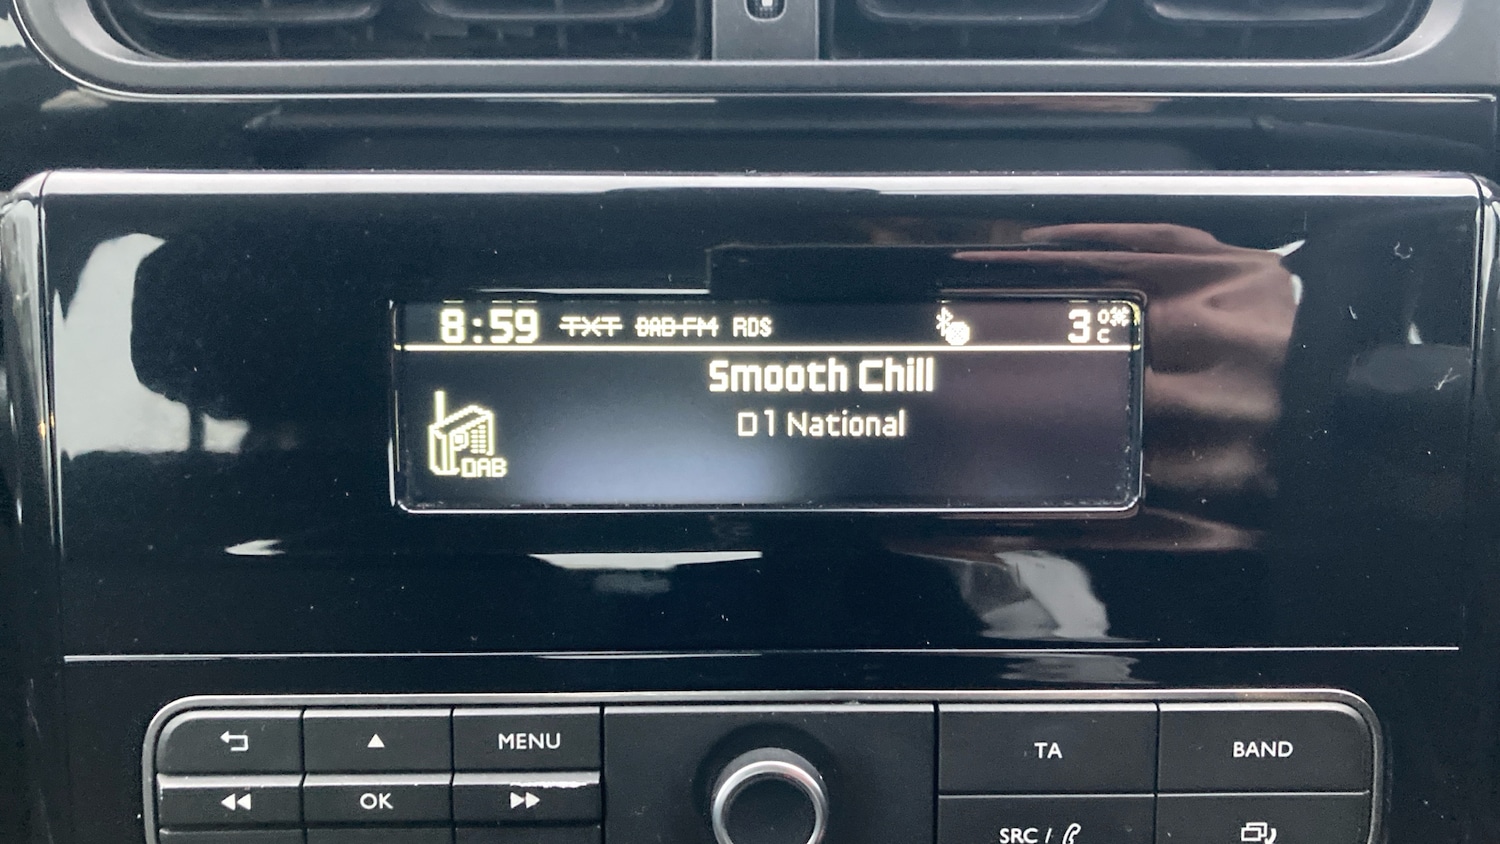 8:59 TXT DAB-FM RDS 3 °C
Smooth Chill
D1 National
DAB
MENU
TA
BAND
OK
SRC /